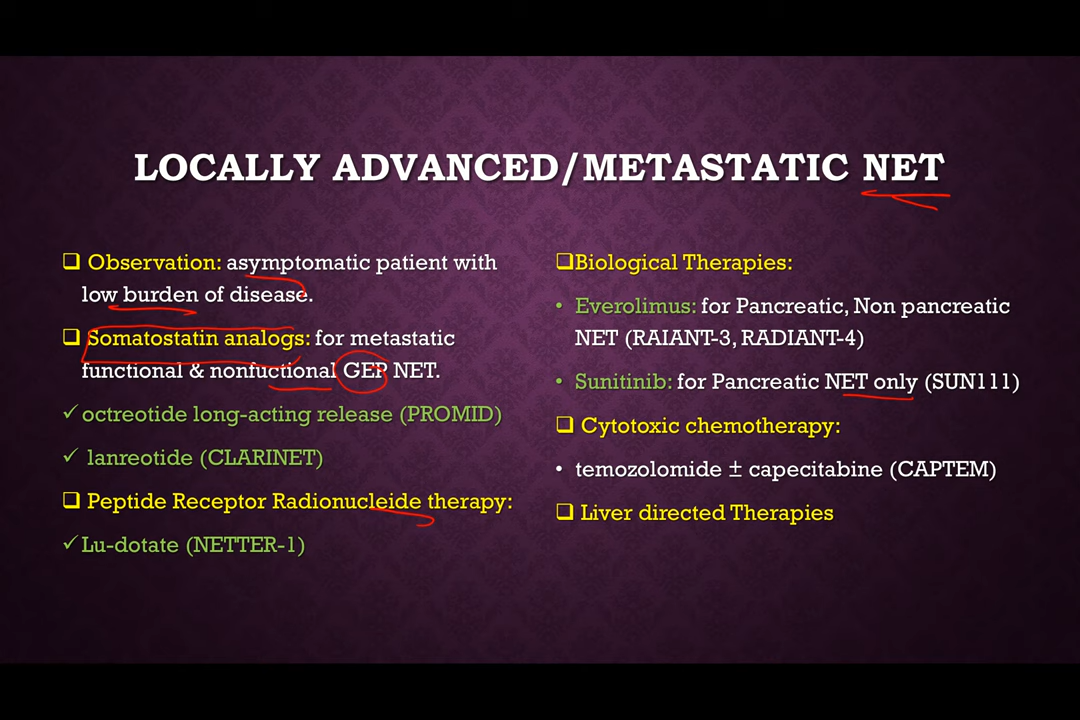 LOCALLY ADVANCED/METASTATIC NET
Observation: asymptomatic patient with
low burden of disease.
Somatostatin analogs: for metastatic
functional & nonfuctional GEP NET.
octreotide long-acting release (PROMID)
lanreotide (CLARINET)
Peptide Receptor Radionucleide therapy:
Lu-dotate (NETTER-1)
Biological Therapies:
• Everolimus: for Pancreatic, Non pancreatic
NET (RAIANT-3, RADIANT-4)
• Sunitinib: for Pancreatic NET only (SUN111)
Cytotoxic chemotherapy:
• temozolomide ± capecitabine (CAPTEM)
Liver directed Therapies